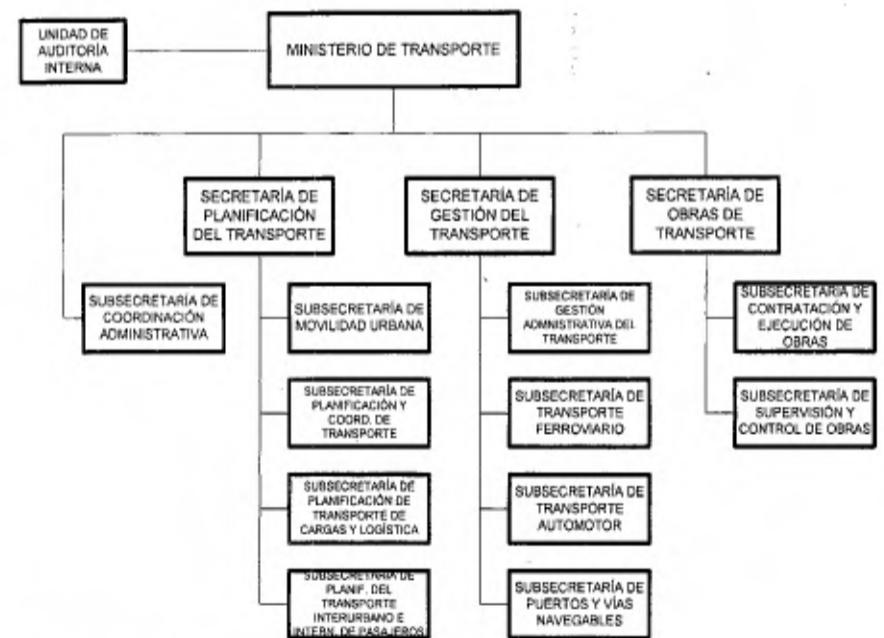 UNIDAD DE
AUDITORÍA
INTERNA
MINISTERIO DE TRANSPORTE
SECRETARÍA DE
PLANIFICACIÓN
DEL TRANSPORTE
SECRETARÍA DE
GESTIÓN DEL
TRANSPORTE
SECRETARÍA DE
OBRAS DE
TRANSPORTE
SUBSECRETARÍA DE
COORDINACIÓN
ADMINISTRATIVA
SUBSECRETARÍA DE
MOVILIDAD URBANA
SUBSECRETARÍA DE
GESTIÓN
ADMNISTRATIVA DEL
TRANSPORTE
SUBSECRETARÍA DE
CONTRATACIÓN Y
EJECUCIÓN DE
OBRAS
SUBSECRETARÍA DE
PLANIFICACIÓN Y
COORD. DE
TRANSPORTE
SUBSECRETARÍA DE
TRANSPORTE
FERROVIARIO
SUBSECRETARÍA DE
SUPERVISIÓN Y
CONTROL DE OBRAS
SUBSECRETARÍA DE
PLANIFICACIÓN DE
TRANSPORTE DE
CARGAS Y LOGÍSTICA
SUBSECRETARÍA DE
TRANSPORTE
AUTOMOTOR
SUBSECRETARÍA DE
PLANIF. DEL
TRANSPORTE
INTERURBANO E
INTERN. DE PASAJEROS
SUBSECRETARÍA DE
PUERTOS Y VÍAS
NAVEGABLES